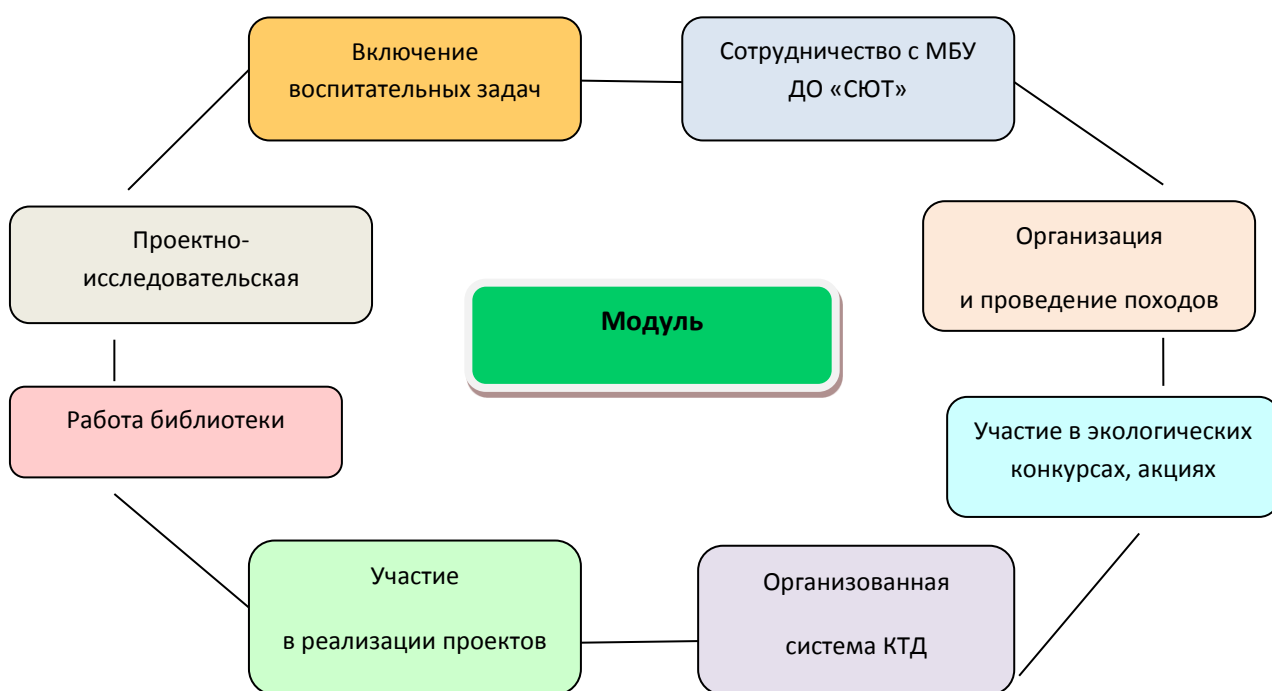 Включение
воспитательных задач
Сотрудничество с МБУ
ДО «СЮТ»
Проектно-
исследовательская
Организация
и проведение походов
Модуль
Работа библиотеки
Участие в экологических
конкурсах, акциях
Участие
в реализации проектов
Организованная
система КТД